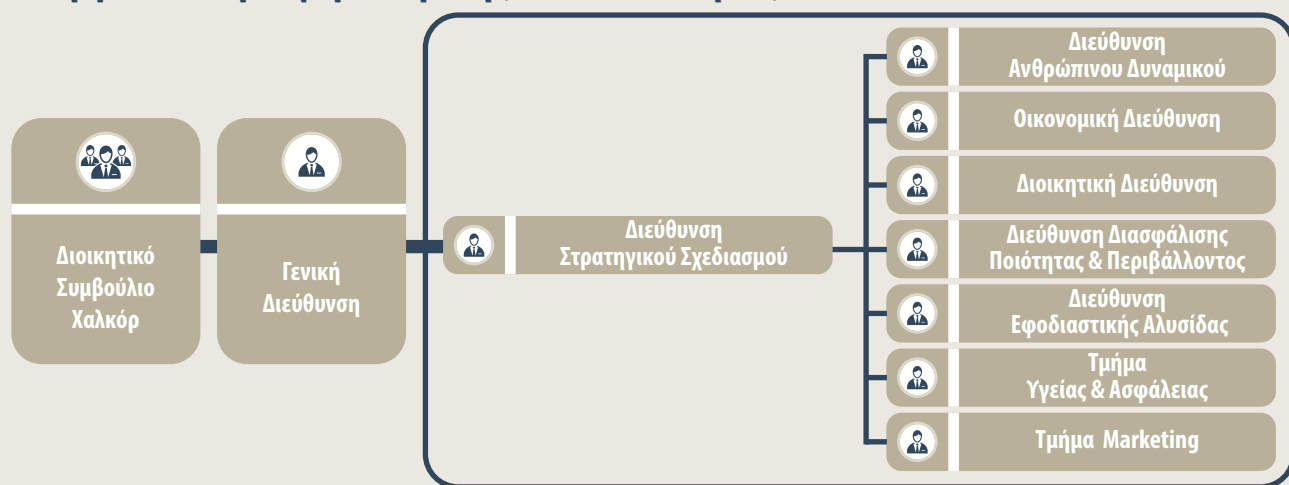 Διοικητικό
Συμβούλιο
Χαλκόρ
Γενική
Διεύθυνση
Διεύθυνση
Στρατηγικού Σχεδιασμού
Διεύθυνση
Ανθρώπινου Δυναμικού
Οικονομική Διεύθυνση
Διοικητική Διεύθυνση
Διεύθυνση Διασφάλισης
Ποιότητας & Περιβάλλοντος
Διεύθυνση
Εφοδιαστικής Αλυσίδας
Τμήμα
Υγείας & Ασφάλειας
Τμήμα Marketing